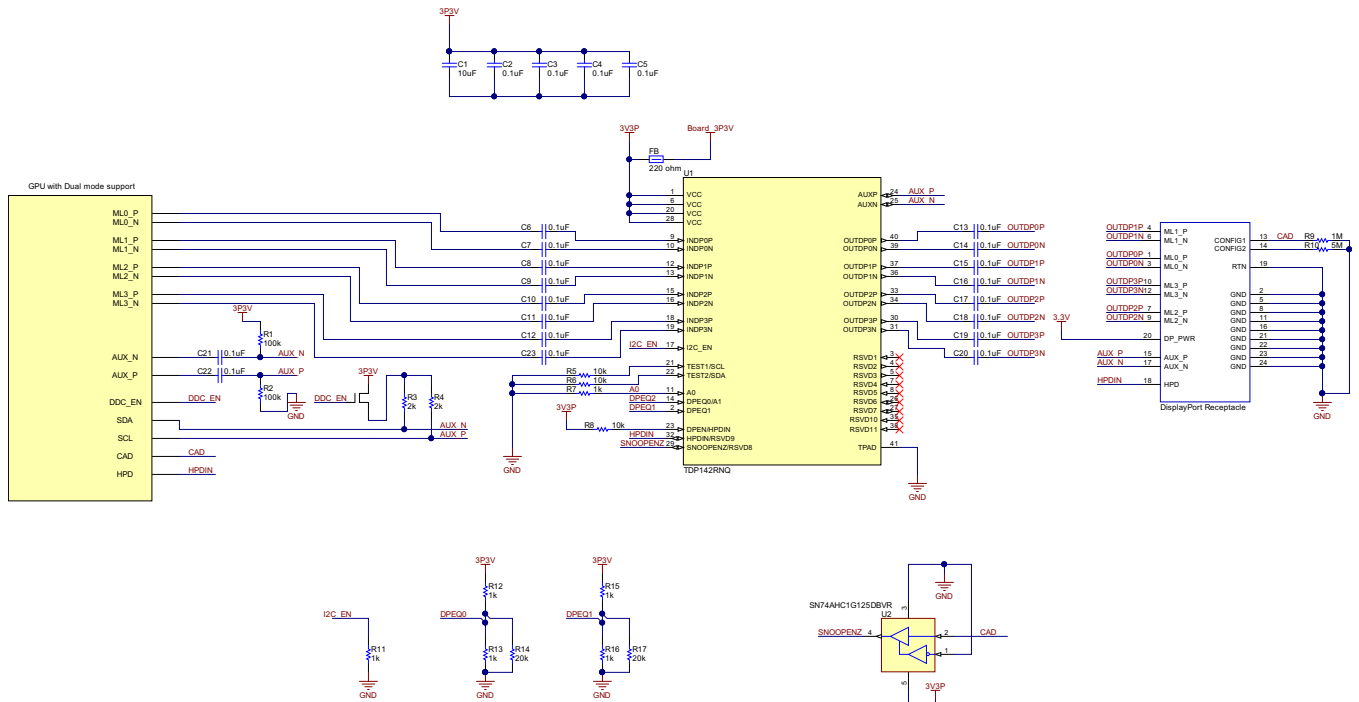 3P3V
C1
10uF
C2
0.1uF
C3
0.1uF
C4
0.1uF
C5
0.1uF
3V3P
Board_3P3V
FB
220 ohm
GPU with Dual mode support
ML0_P
ML0_N
ML1_P
ML1_N
ML2_P
ML2_N
ML3_P
ML3_N
AUX_N
AUX_P
DDC_EN
SDA
SCL
CAD
HPD
3P3V
R1
100k
C21 0.1uF AUX_N
C22 0.1uF AUX_P
R2
100k
GND
DDC_EN
DDC_EN
3P3V
R3
2k
R4
2k
AUX_N
AUX_P
CAD
HPDIN
C6 0.1uF
C7 0.1uF
C8 0.1uF
C9 0.1uF
C10 0.1uF
C11 0.1uF
C12 0.1uF
C23 0.1uF
I2C_EN
R5 10k
R6 10k
R7 1k A0
DPEQ2
DPEQ1
3V3P
R8 10k
HPDIN
SNOOPENZ
GND
U1
1 VCC
6 VCC
20 VCC
28 VCC
9 INDP0P
10 INDP0N
12 INDP1P
13 INDP1N
15 INDP2P
16 INDP2N
18 INDP3P
19 INDP3N
17 I2C_EN
21 TEST1/SCL
22 TEST2/SDA
11 A0
14 DPEQ0/A1
2 DPEQ1
23 DPEN/HPDIN
32 HPDIN/RSVD9
29 SNOOPENZ/RSVD8
TDP142RNQ
AUXP 24 AUX_P
AUXN 25 AUX_N
OUTDP0P 40
OUTDP0N 39
OUTDP1P 37
OUTDP1N 36
OUTDP2P 33
OUTDP2N 34
OUTDP3P 30
OUTDP3N 31
RSVD1 3
RSVD2 4
RSVD3 5
RSVD4 7
RSVD5 8
RSVD6
RSVD7
RSVD10
RSVD11
TPAD 41
GND
C13 0.1uF OUTDP0P
C14 0.1uF OUTDP0N
C15 0.1uF OUTDP1P
C16 0.1uF OUTDP1N
C17 0.1uF OUTDP2P
C18 0.1uF OUTDP2N
C19 0.1uF OUTDP3P
C20 0.1uF OUTDP3N
3.3V
OUTDP1P 4 ML1_P
OUTDP1N 6 ML1_N
OUTDP0P 1 ML0_P
OUTDP0N 3 ML0_N
OUTDP3P 10 ML3_P
OUTDP3N 12 ML3_N
OUTDP2P 7 ML2_P
OUTDP2N 9 ML2_N
20 DP_PWR
AUX_P 15 AUX_P
AUX_N 17 AUX_N
HPDIN 18 HPD
CONFIG1 13 CAD R9 1M
CONFIG2 14 R10 5M
RTN 19
GND 2
GND 5
GND 8
GND 11
GND 16
GND 21
GND 22
GND 23
GND 24
DisplayPort Receptacle
GND
I2C_EN
R11
1k
GND
3P3V
R12
1k
DPEQ0
R13
1k
R14
20k
GND
3P3V
R15
1k
DPEQ1
R16
1k
R17
20k
GND
GND
SN74AHC1G125DBVR
U2
3
SNOOPENZ 4
2 CAD
1
5
3V3P